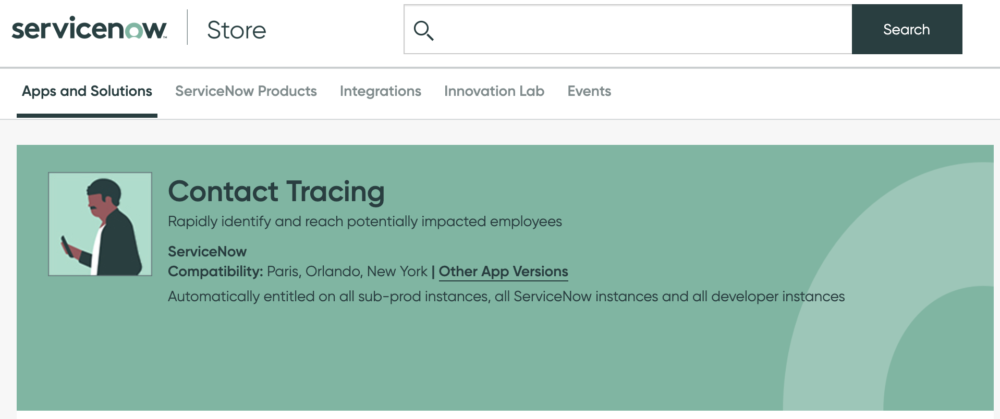 servicenow™ Store
Search
Apps and Solutions ServiceNow Products Integrations Innovation Lab Events
Contact Tracing
Rapidly identify and reach potentially impacted employees
ServiceNow
Compatibility: Paris, Orlando, New York | Other App Versions
Automatically entitled on all sub-prod instances, all ServiceNow instances and all developer instances